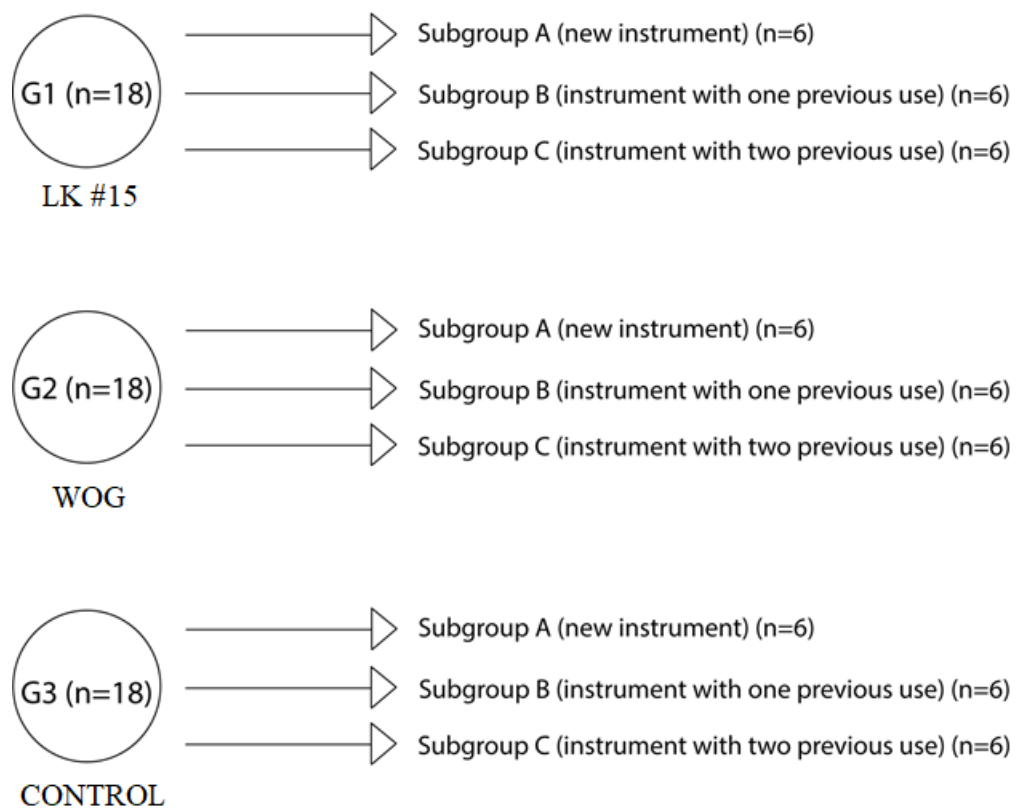 G1 (n=18)
Subgroup A (new instrument) (n=6)
Subgroup B (instrument with one previous use) (n=6)
Subgroup C (instrument with two previous use) (n=6)
LK #15
G2 (n=18)
Subgroup A (new instrument) (n=6)
Subgroup B (instrument with one previous use) (n=6)
Subgroup C (instrument with two previous use) (n=6)
WOG
G3 (n=18)
Subgroup A (new instrument) (n=6)
Subgroup B (instrument with one previous use) (n=6)
Subgroup C (instrument with two previous use) (n=6)
CONTROL